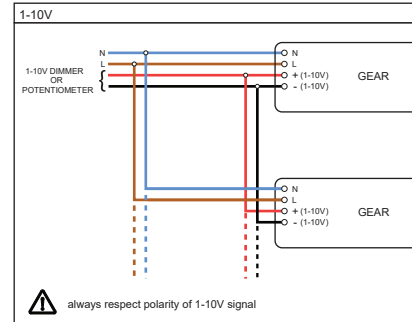 1-10V
N
L
1-10V DIMMER
OR
POTENTIOMETER
N
L
+ (1-10V)
- (1-10V)
GEAR
N
L
+ (1-10V)
- (1-10V)
GEAR
always respect polarity of 1-10V signal